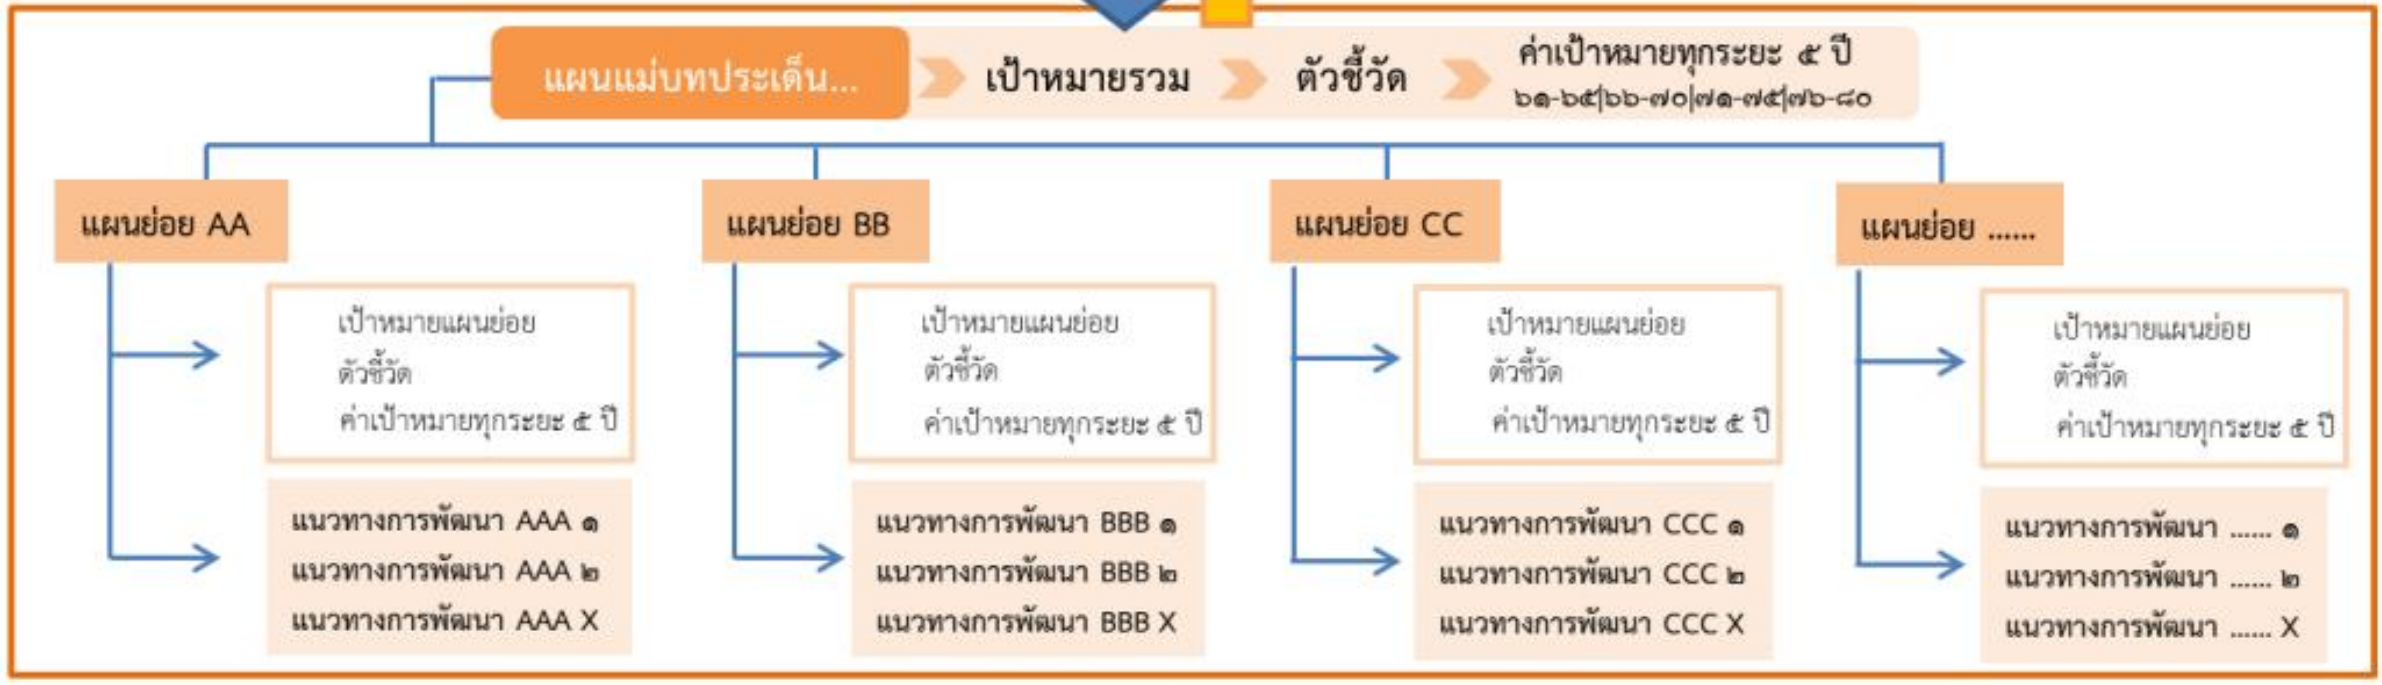 แผนแม่บทประเด็น...
เป้าหมายรวม
ตัวชี้วัด
ค่าเป้าหมายทุกระยะ ๕ ปี
๖๑-๖๕|๖๖-๗๐|๗๑-๗๕|๗๖-๘๐
แผนย่อย AA
เป้าหมายแผนย่อย
ตัวชี้วัด
ค่าเป้าหมายทุกระยะ ๕ ปี
แนวทางการพัฒนา AAA ๑
แนวทางการพัฒนา AAA ๒
แนวทางการพัฒนา AAA X
แผนย่อย BB
เป้าหมายแผนย่อย
ตัวชี้วัด
ค่าเป้าหมายทุกระยะ ๕ ปี
แนวทางการพัฒนา BBB ๑
แนวทางการพัฒนา BBB ๒
แนวทางการพัฒนา BBB X
แผนย่อย CC
เป้าหมายแผนย่อย
ตัวชี้วัด
ค่าเป้าหมายทุกระยะ ๕ ปี
แนวทางการพัฒนา CCC ๑
แนวทางการพัฒนา CCC ๒
แนวทางการพัฒนา CCC X
แผนย่อย ......
เป้าหมายแผนย่อย
ตัวชี้วัด
ค่าเป้าหมายทุกระยะ ๕ ปี
แนวทางการพัฒนา ...... ๑
แนวทางการพัฒนา ...... ๒
แนวทางการพัฒนา ...... X